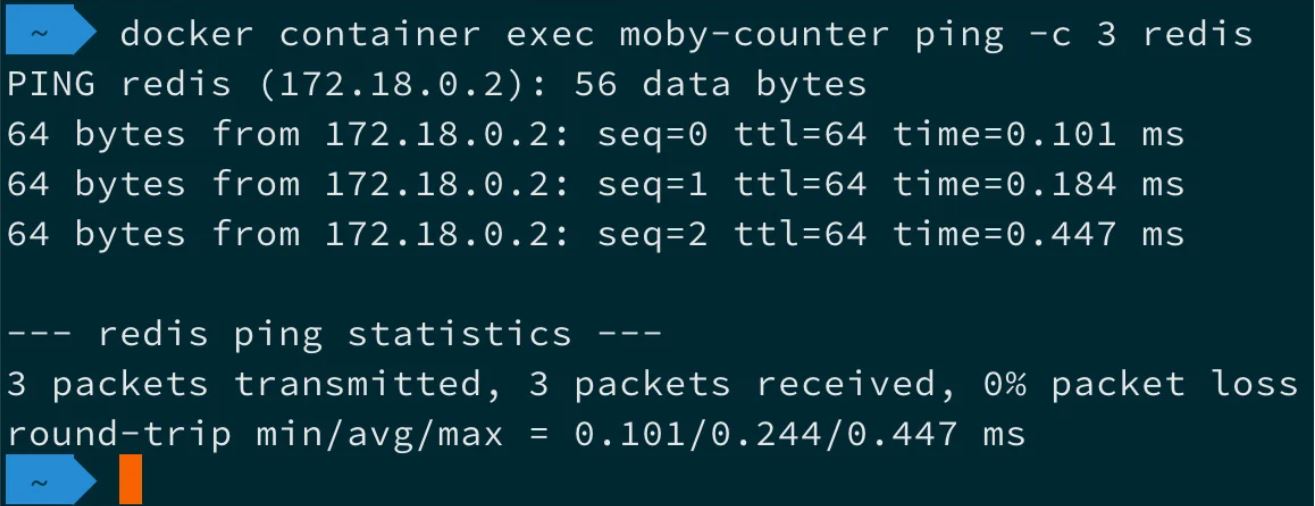 ~ docker container exec moby-counter ping -c 3 redis
PING redis (172.18.0.2): 56 data bytes
64 bytes from 172.18.0.2: seq=0 ttl=64 time=0.101 ms
64 bytes from 172.18.0.2: seq=1 ttl=64 time=0.184 ms
64 bytes from 172.18.0.2: seq=2 ttl=64 time=0.447 ms
--- redis ping statistics ---
3 packets transmitted, 3 packets received, 0% packet loss
round-trip min/avg/max = 0.101/0.244/0.447 ms
~